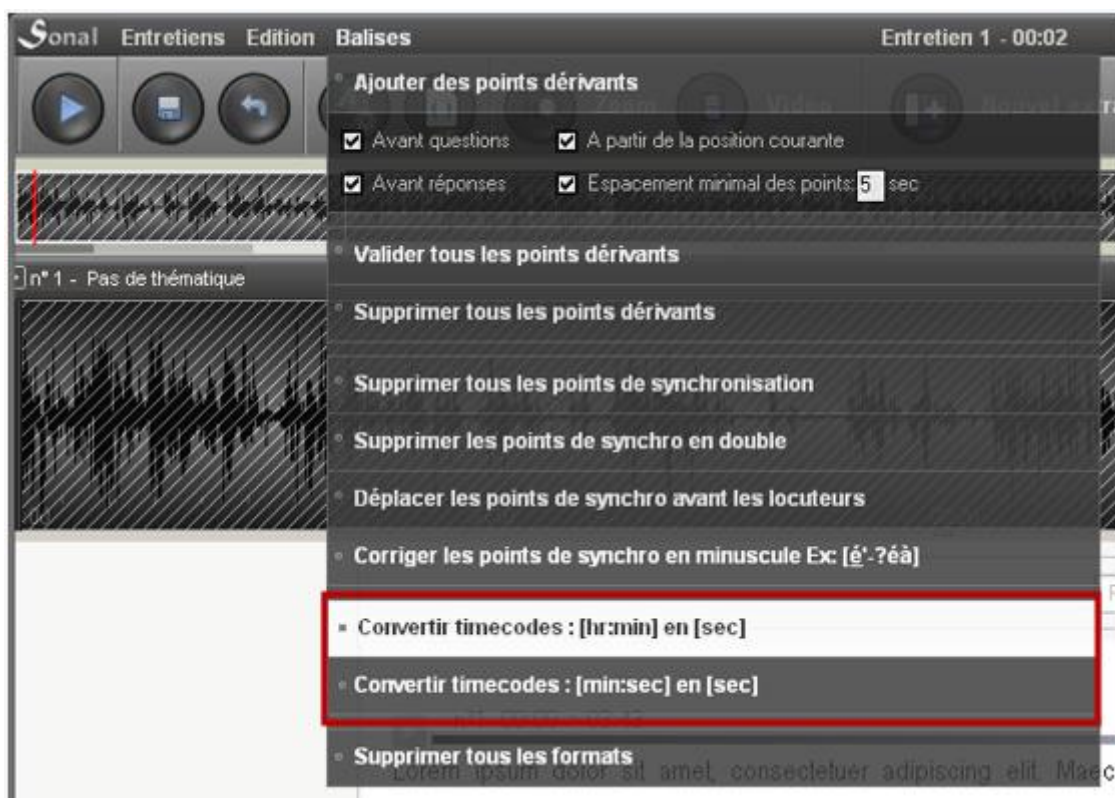 Sonal Entretiens Edition Balises Entretien 1 - 00:02
Ajouter des points dérivants
Avant questions A partir de la position courante
Avant réponses Espacement minimal des points: 5 sec
Valider tous les points dérivants
n° 1 - Pas de thématique
Supprimer tous les points dérivants
Supprimer tous les points de synchronisation
Supprimer les points de synchro en double
Déplacer les points de synchro avant les locuteurs
Corriger les points de synchro en minuscule Ex: [é'-?éà]
Convertir timecodes : [hr:min] en [sec]
Convertir timecodes : [min:sec] en [sec]
Supprimer tous les formats
Lorem ipsum dolor sit amet, consectetuer adipiscing elit. Maec